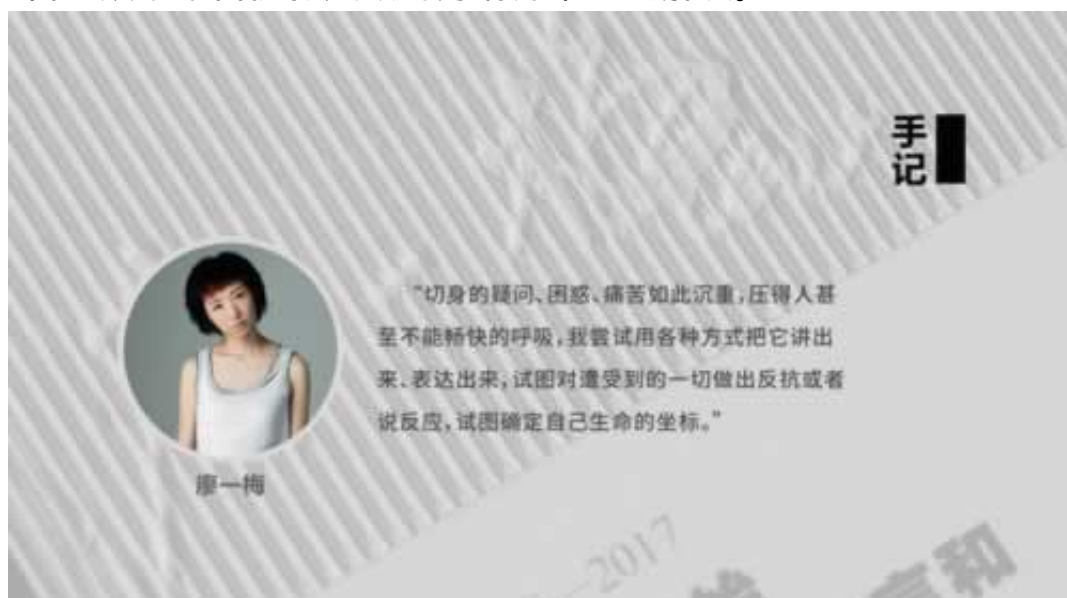 手记
“切身的疑问、困惑、痛苦如此沉重，压得人甚
至不能畅快的呼吸，我尝试用各种方式把它讲出
来、表达出来，试图对遭受到的一切做出反抗或者
说反应，试图确定自己生命的坐标。”
廖一梅
—2017